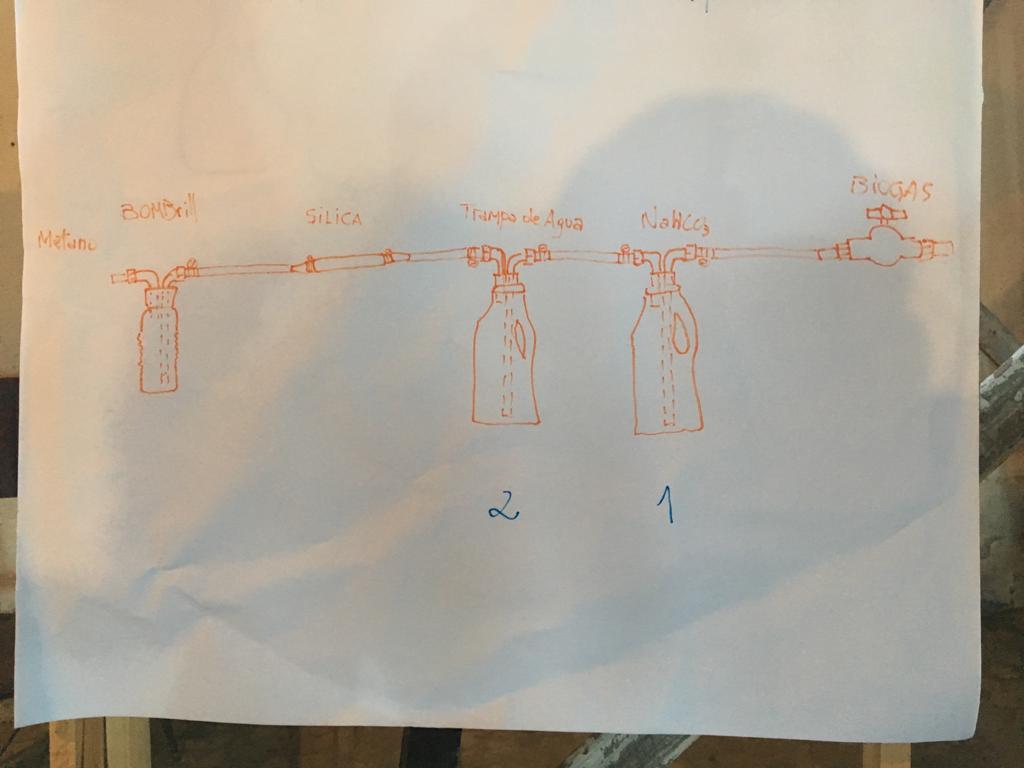 BiOGAS
BOMBrill
SiLiCA
Trampa de Agua
NaHCO3
Metano
2
1